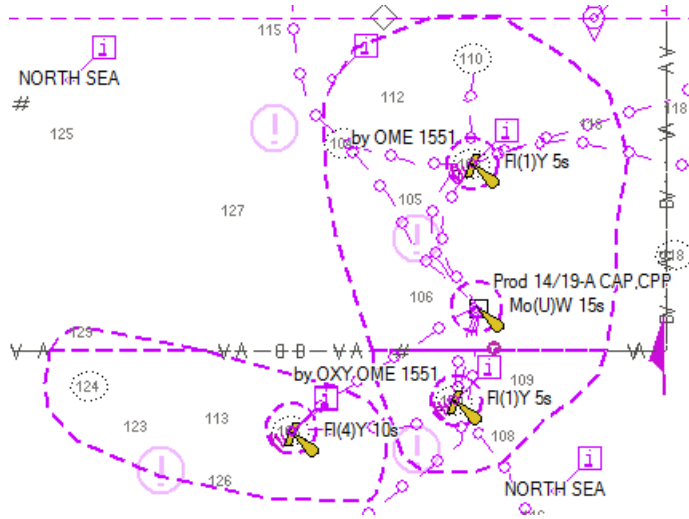 115
i
i
NORTH SEA
110
112
125
118
i
118
by OME 1551
Fl(1)Y 5s
105
127
118
Prod 14/19-A CAP,CPP
Mo(U)W 15s
106
129
by OXY,OME 1551
i
109
124
i
Fl(1)Y 5s
113
123
Fl(4)Y 10s
108
i
126
NORTH SEA